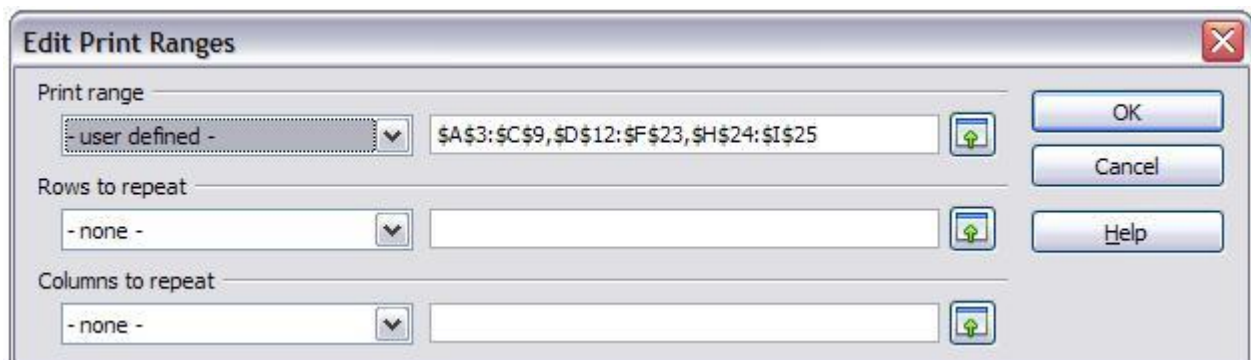 Edit Print Ranges
Print range
- user defined -
$A$3:$C$9,$D$12:$F$23,$H$24:$I$25
OK
Cancel
Rows to repeat
- none -
Help
Columns to repeat
- none -